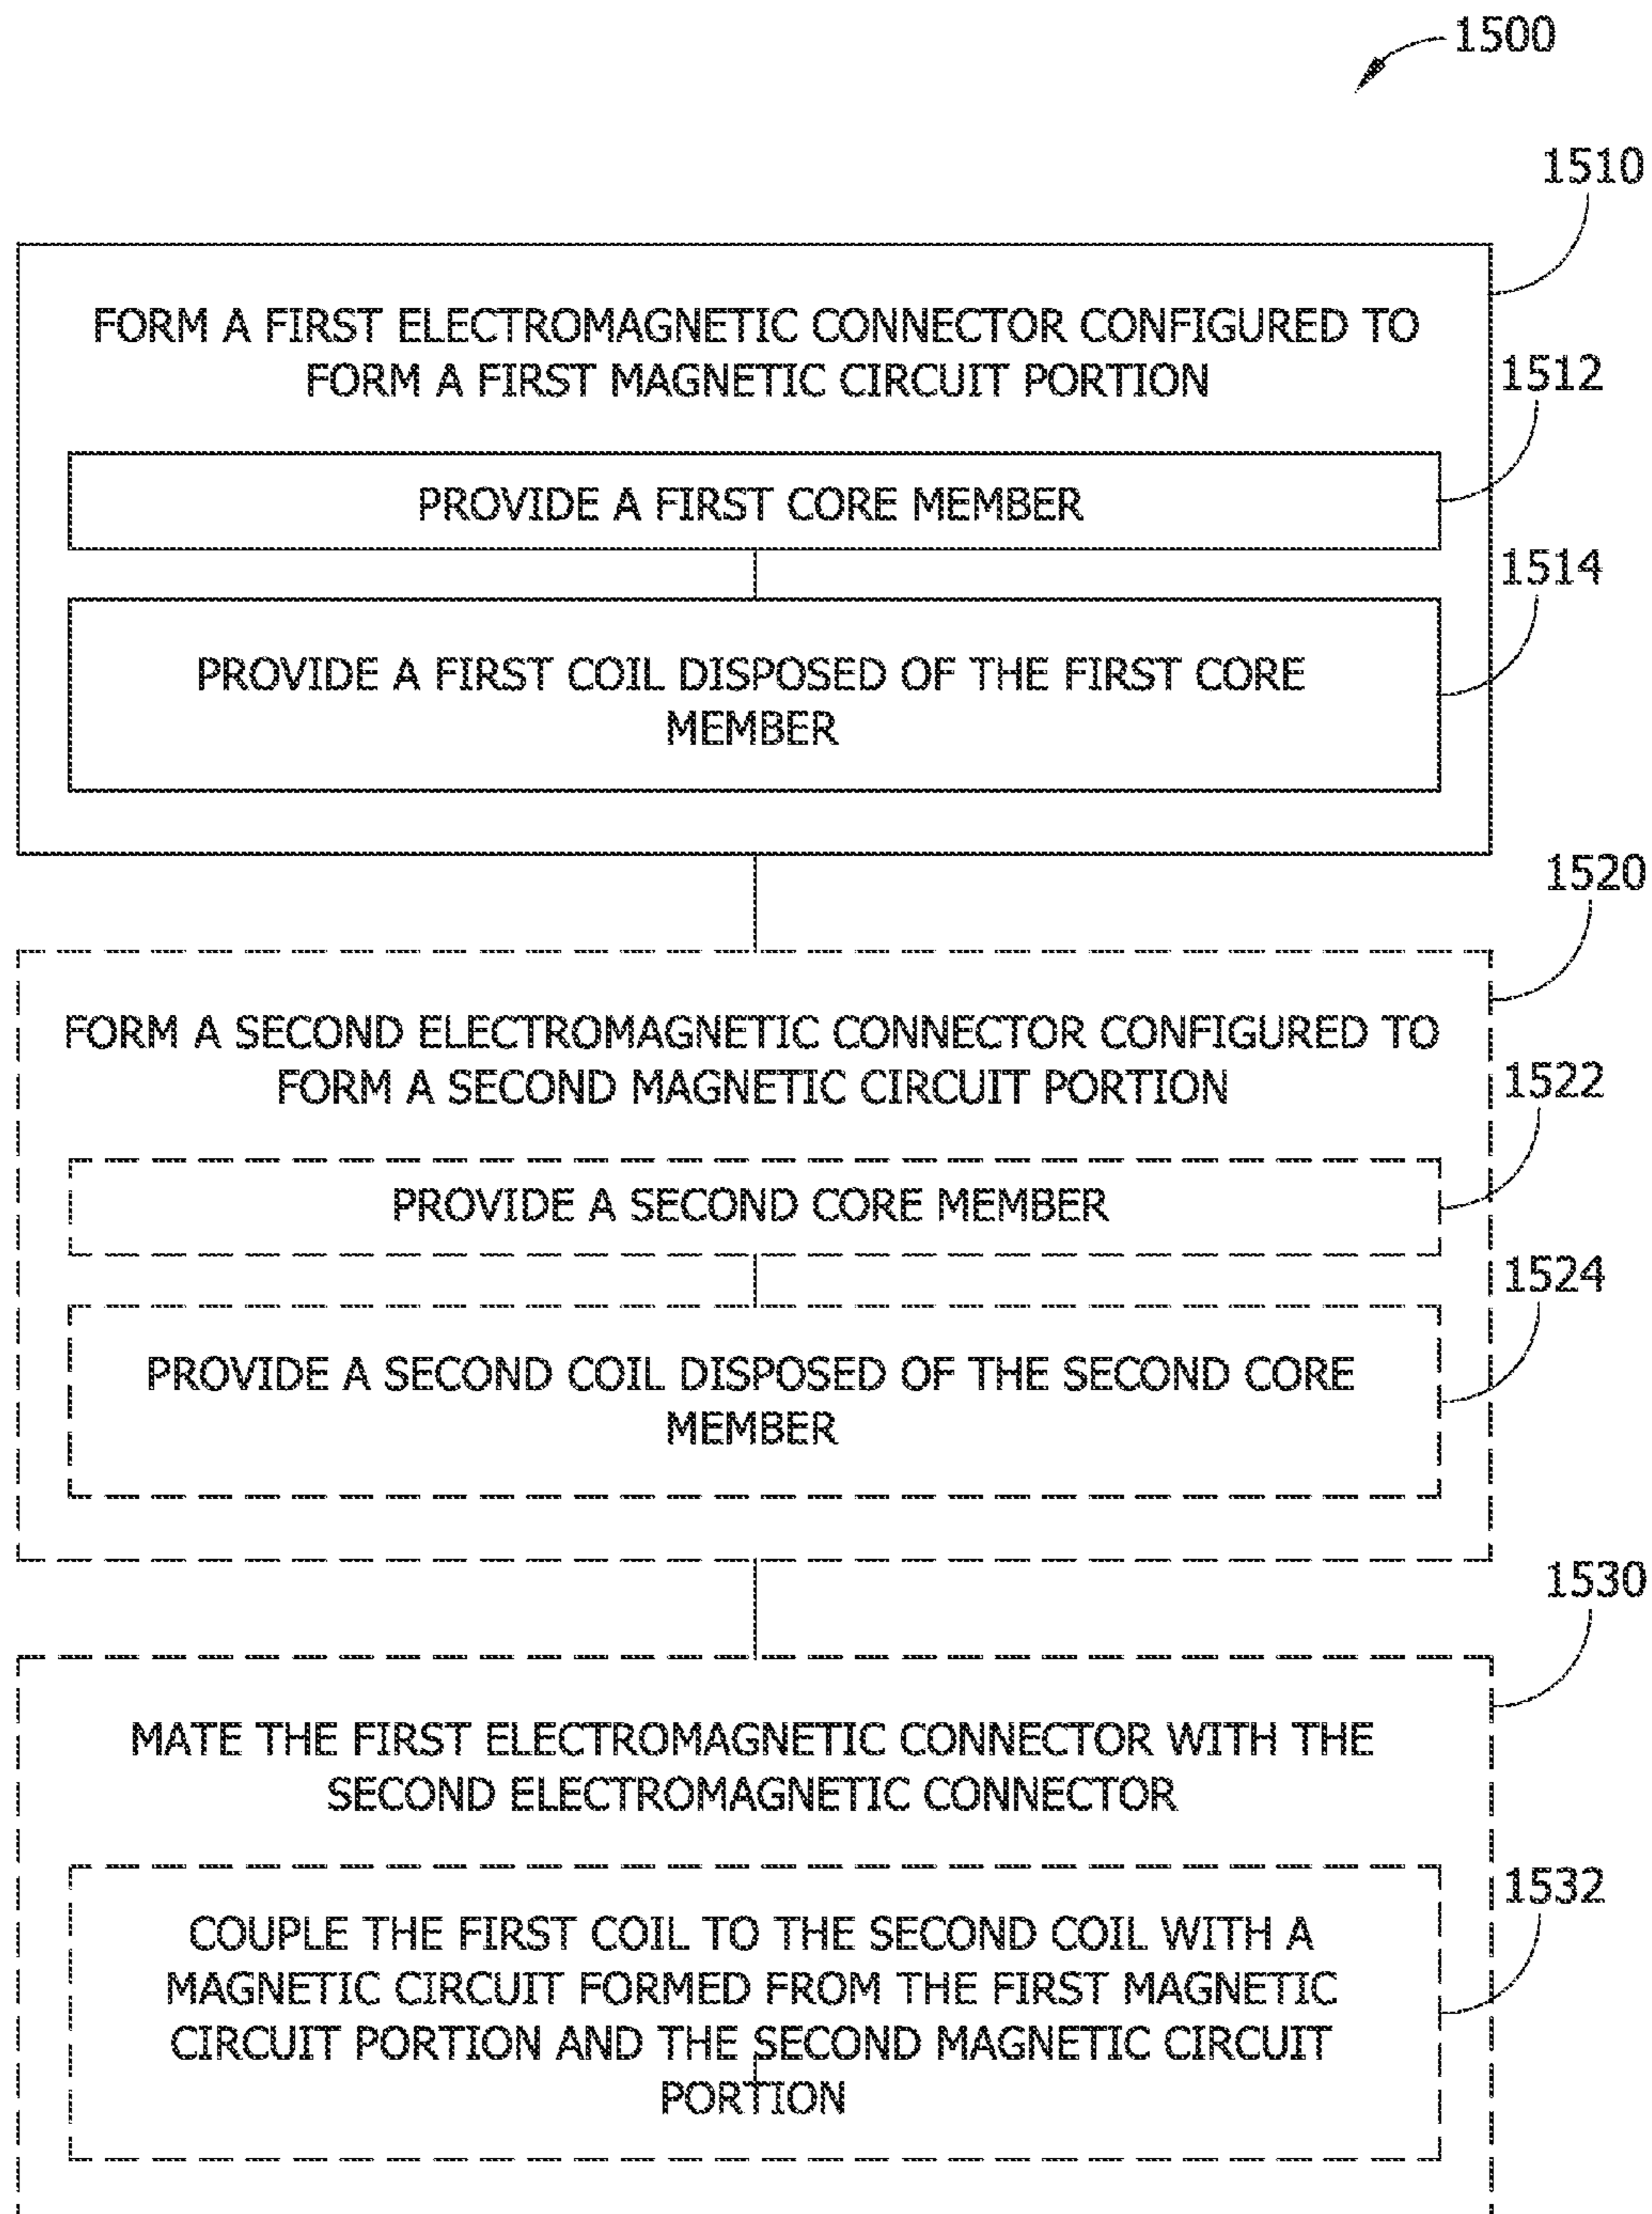 1500
1510
FORM A FIRST ELECTROMAGNETIC CONNECTOR CONFIGURED TO
FORM A FIRST MAGNETIC CIRCUIT PORTION
1512
PROVIDE A FIRST CORE MEMBER
1514
PROVIDE A FIRST COIL DISPOSED OF THE FIRST CORE
MEMBER
1520
FORM A SECOND ELECTROMAGNETIC CONNECTOR CONFIGURED TO
FORM A SECOND MAGNETIC CIRCUIT PORTION
1522
PROVIDE A SECOND CORE MEMBER
1524
PROVIDE A SECOND COIL DISPOSED OF THE SECOND CORE
MEMBER
1530
MATE THE FIRST ELECTROMAGNETIC CONNECTOR WITH THE
SECOND ELECTROMAGNETIC CONNECTOR
1532
COUPLE THE FIRST COIL TO THE SECOND COIL WITH A
MAGNETIC CIRCUIT FORMED FROM THE FIRST MAGNETIC
CIRCUIT PORTION AND THE SECOND MAGNETIC CIRCUIT
PORTION